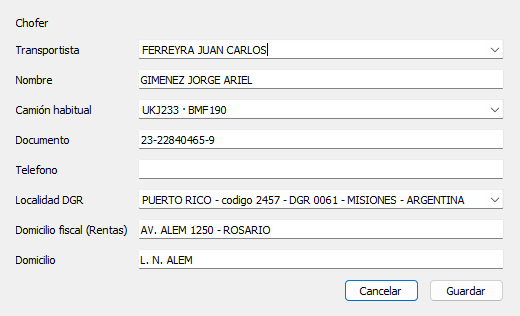 Chofer
Transportista FERREYRA JUAN CARLOS
Nombre GIMENEZ JORGE ARIEL
Camión habitual UKJ233 · BMF190
Documento 23-22840465-9
Telefono
Localidad DGR PUERTO RICO - codigo 2457 - DGR 0061 - MISIONES - ARGENTINA
Domicilio fiscal (Rentas) AV. ALEM 1250 - ROSARIO
Domicilio L. N. ALEM
Cancelar Guardar